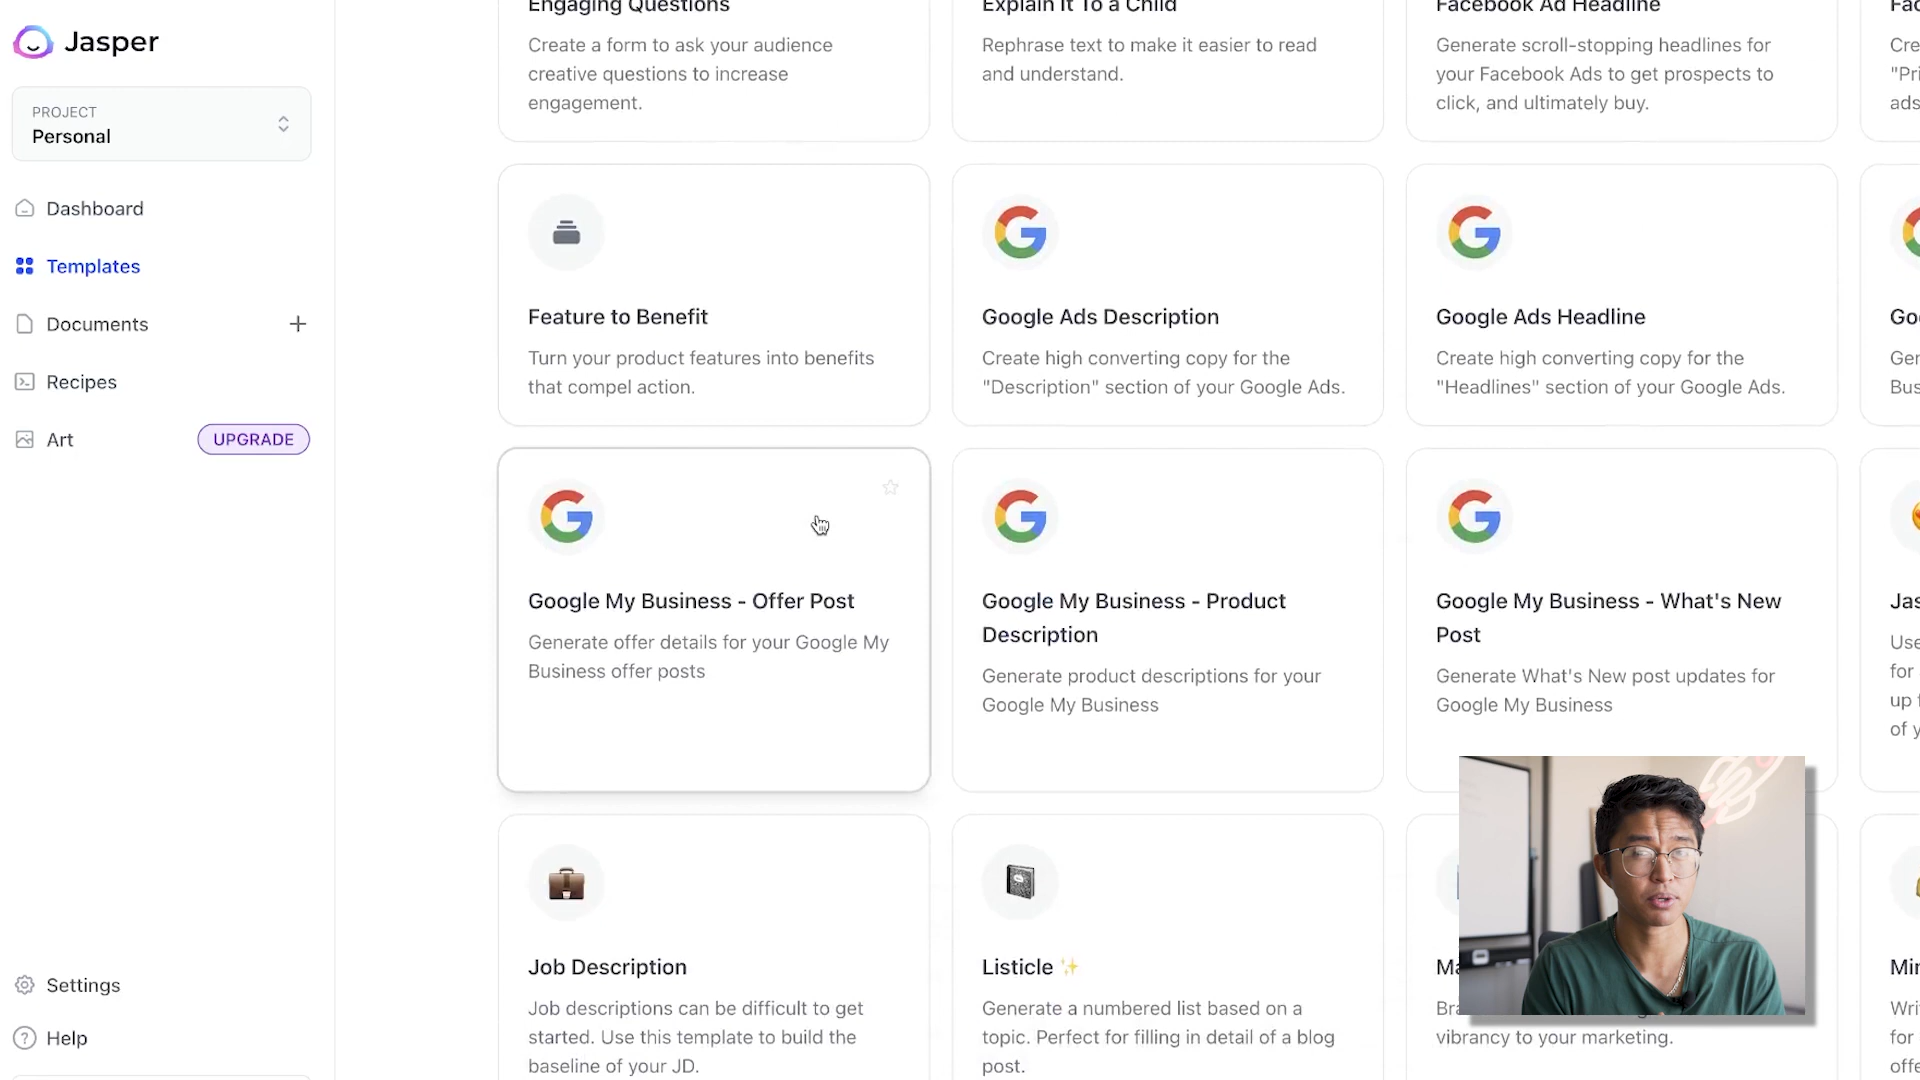 Jasper
PROJECT
Personal
Dashboard
Templates
Documents
Recipes
Art
UPGRADE
Settings
Help
Engaging Questions
Create a form to ask your audience
creative questions to increase
engagement.
Explain It To a Child
Rephrase text to make it easier to read
and understand.
Facebook Ad Headline
Generate scroll-stopping headlines for
your Facebook Ads to get prospects to
click, and ultimately buy.
ads
Feature to Benefit
Turn your product features into benefits
that compel action.
Google Ads Description
Create high converting copy for the
"Description" section of your Google Ads.
Google Ads Headline
Create high converting copy for the
"Headlines" section of your Google Ads.
Google My Business - Offer Post
Generate offer details for your Google My
Business offer posts
Google My Business - Product
Description
Generate product descriptions for your
Google My Business
Google My Business - What's New
Post
Generate What's New post updates for
Google My Business
Use
for
up
of
Job Description
Job descriptions can be difficult to get
started. Use this template to build the
baseline of your JD.
Listicle ✨
Generate a numbered list based on a
topic. Perfect for filling in detail of a blog
post.
vibrancy to your marketing.
for